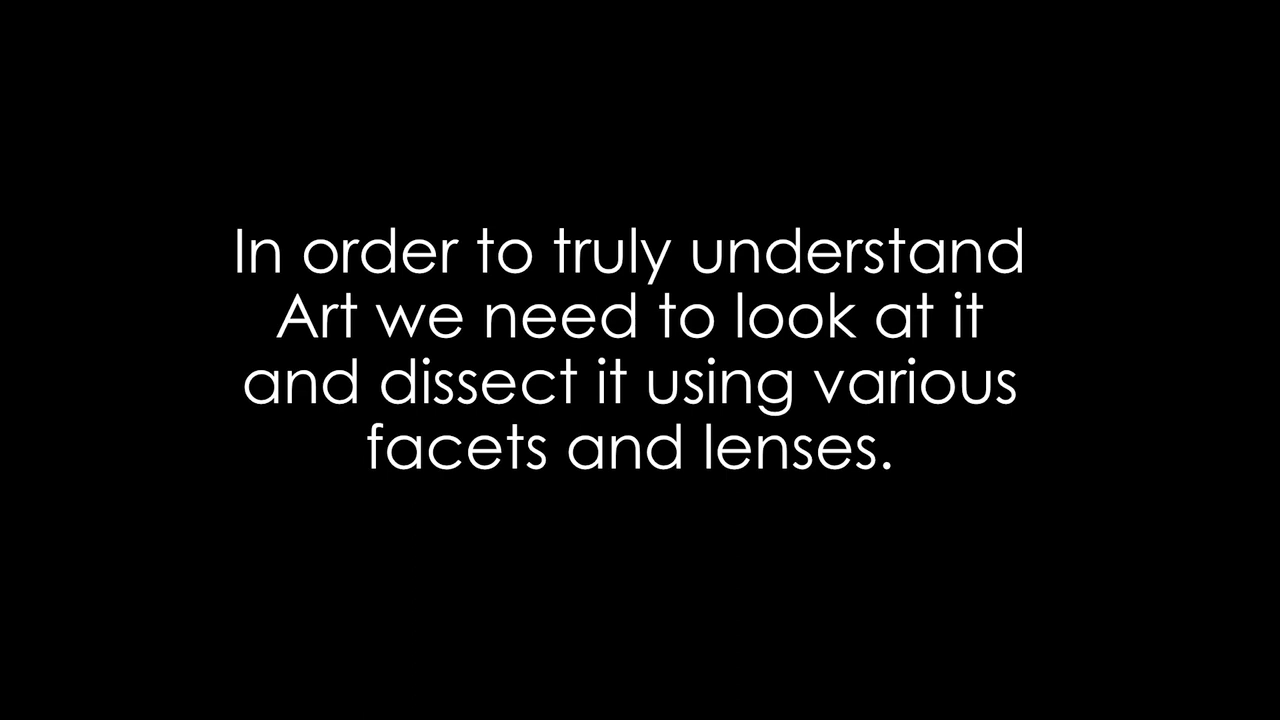 In order to truly understand
Art we need to look at it
and dissect it using various
facets and lenses.